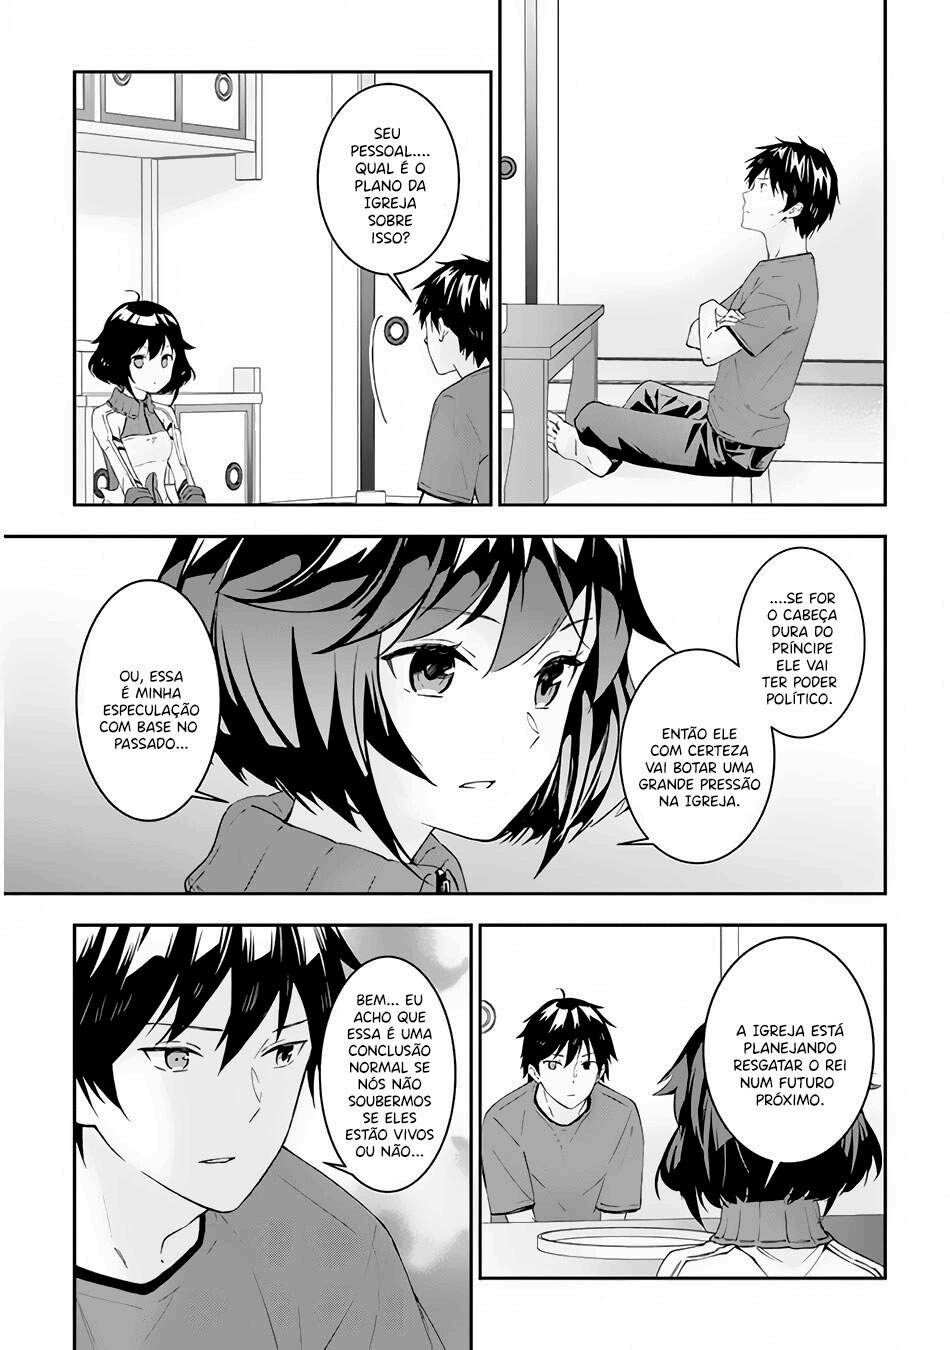 SEU
PESSOAL....
QUAL É O
PLANO DA
IGREJA
SOBRE
ISSO?
....SE FOR
O CABEÇA
DURA DO
PRÍNCIPE
ELE VAI
TER PODER
POLÍTICO.
ENTÃO ELE
COM CERTEZA
VAI BOTAR UMA
GRANDE PRESSÃO
NA IGREJA.
OU, ESSA
É MINHA
ESPECULAÇÃO
COM BASE NO
PASSADO...
A IGREJA ESTÁ
PLANEJANDO
RESGATAR O REI
NUM FUTURO
PRÓXIMO.
BEM... EU
ACHO QUE
ESSA É UMA
CONCLUSÃO
NORMAL SE
NÓS NÃO
SOUBERMOS
SE ELES
ESTÃO VIVOS
OU NÃO...